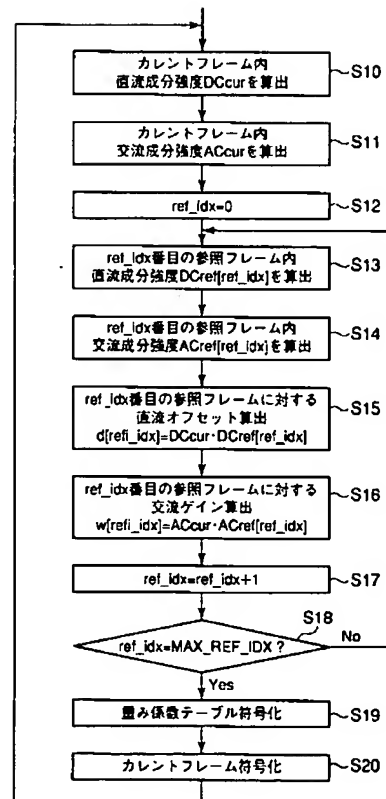 カレントフレーム内
直流成分強度DCcurを算出
S10
カレントフレーム内
交流成分強度ACcurを算出
S11
ref_idx=0
S12
ref_idx番目の参照フレーム内
直流成分強度DCref[ref_idx]を算出
S13
ref_idx番目の参照フレーム内
交流成分強度ACref[ref_idx]を算出
S14
ref_idx番目の参照フレームに対する
直流オフセット算出
d[refi_idx]=DCcur-DCref[ref_idx]
S15
ref_idx番目の参照フレームに対する
交流ゲイン算出
w[refi_idx]=ACcur-ACref[ref_idx]
S16
ref_idx=ref_idx+1
S17
S18
ref_idx=MAX_REF_IDX?
No
Yes
重み係数テーブル符号化
S19
カレントフレーム符号化
S20